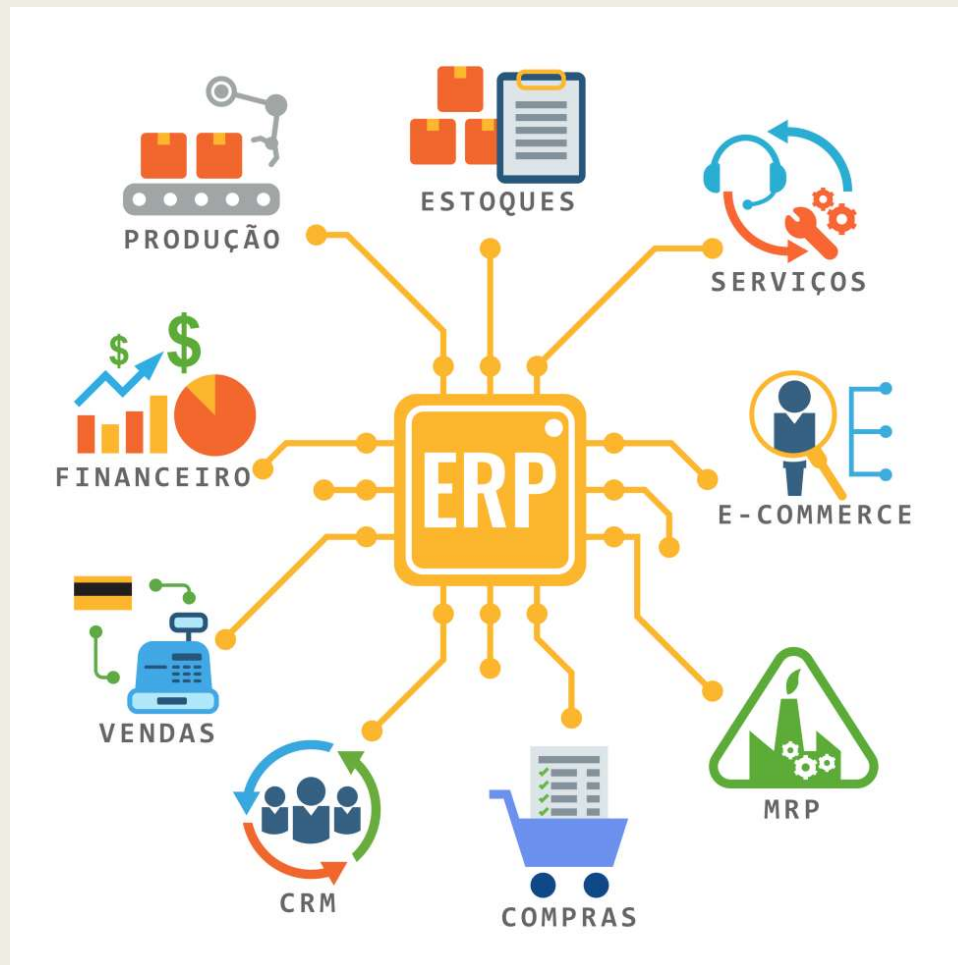 PRODUÇÃO
ESTOQUES
SERVIÇOS
$ $
FINANCEIRO
ERP
E-COMMERCE
VENDAS
MRP
CRM
COMPRAS